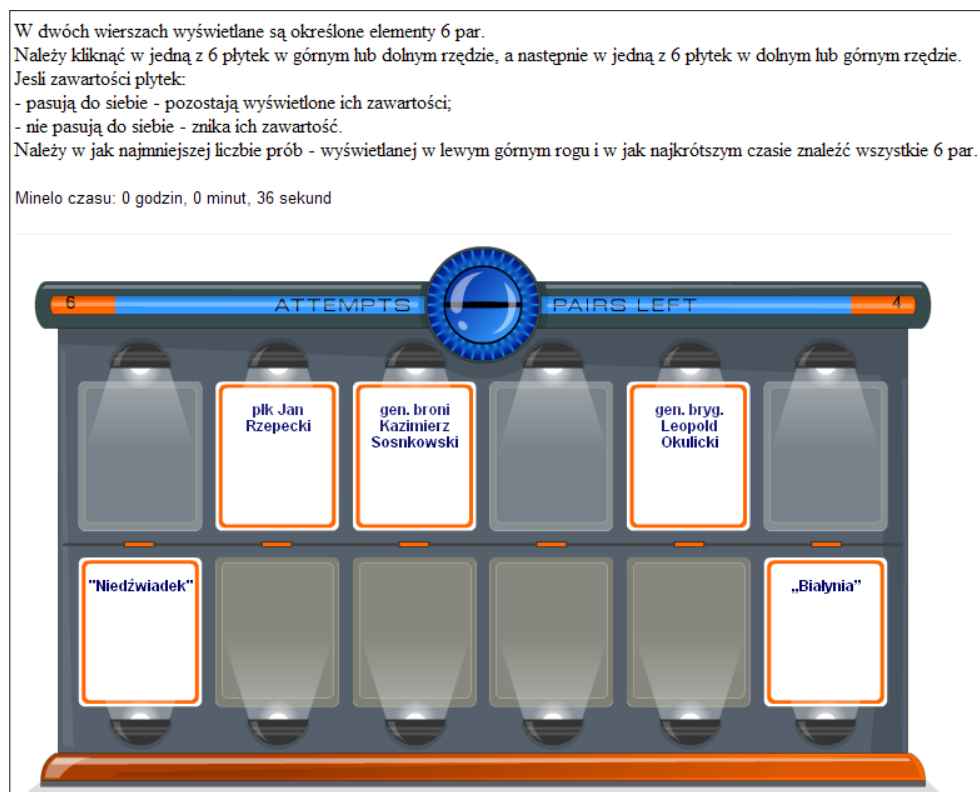 W dwóch wierszach wyświetlane są określone elementy 6 par.
Należy kliknąć w jedną z 6 płytek w górnym lub dolnym rzędzie, a następnie w jedną z 6 płytek w dolnym lub górnym rzędzie.
Jesli zawartości plytek:
- pasują do siebie - pozostają wyświetlone ich zawartości;
- nie pasują do siebie - znika ich zawartość.
Należy w jak najmniejszej liczbie prób - wyświetlanej w lewym górnym rogu i w jak najkrótszym czasie znaleźć wszystkie 6 par.
Minelo czasu: 0 godzin, 0 minut, 36 sekund
6 ATTEMPTS PAIRS LEFT 4
płk Jan
Rzepecki
gen. broni
Kazimierz
Sosnkowski
gen. bryg.
Leopold
Okulicki
"Niedźwiadek"
„Białynia”